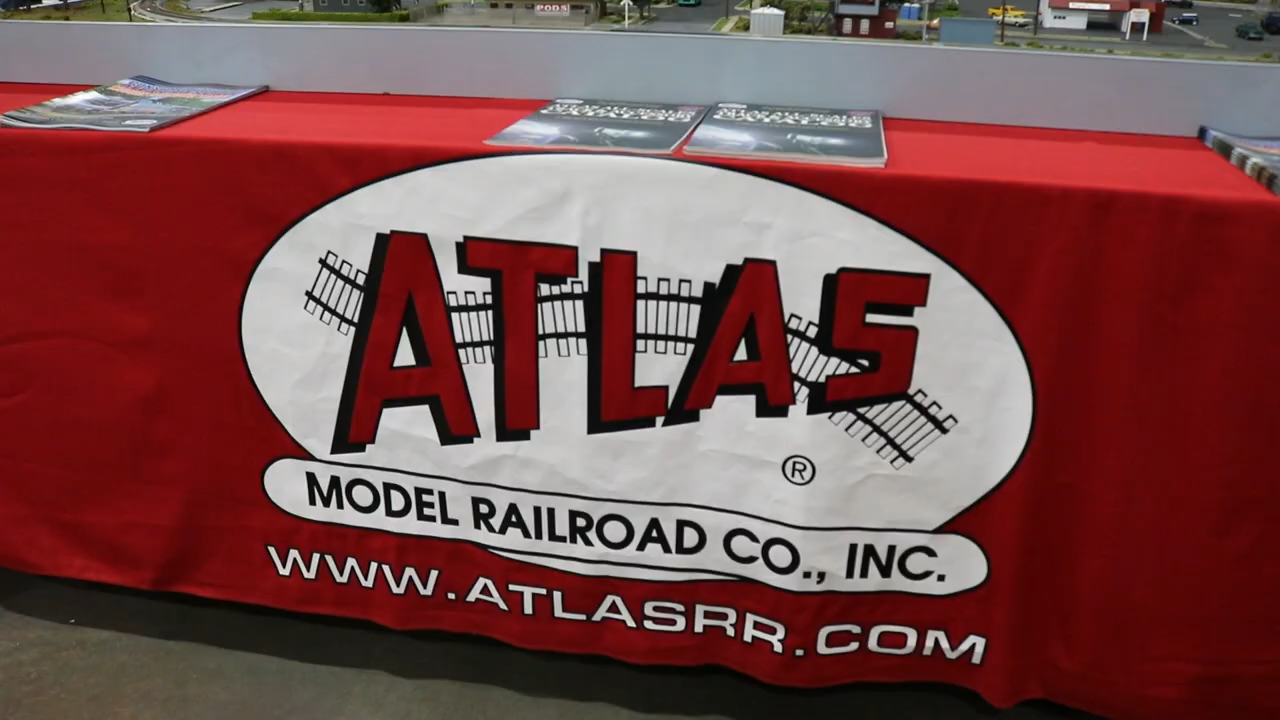 PODS
ATLAS
®
MODEL RAILROAD CO., INC.
WWW.ATLASRR.COM